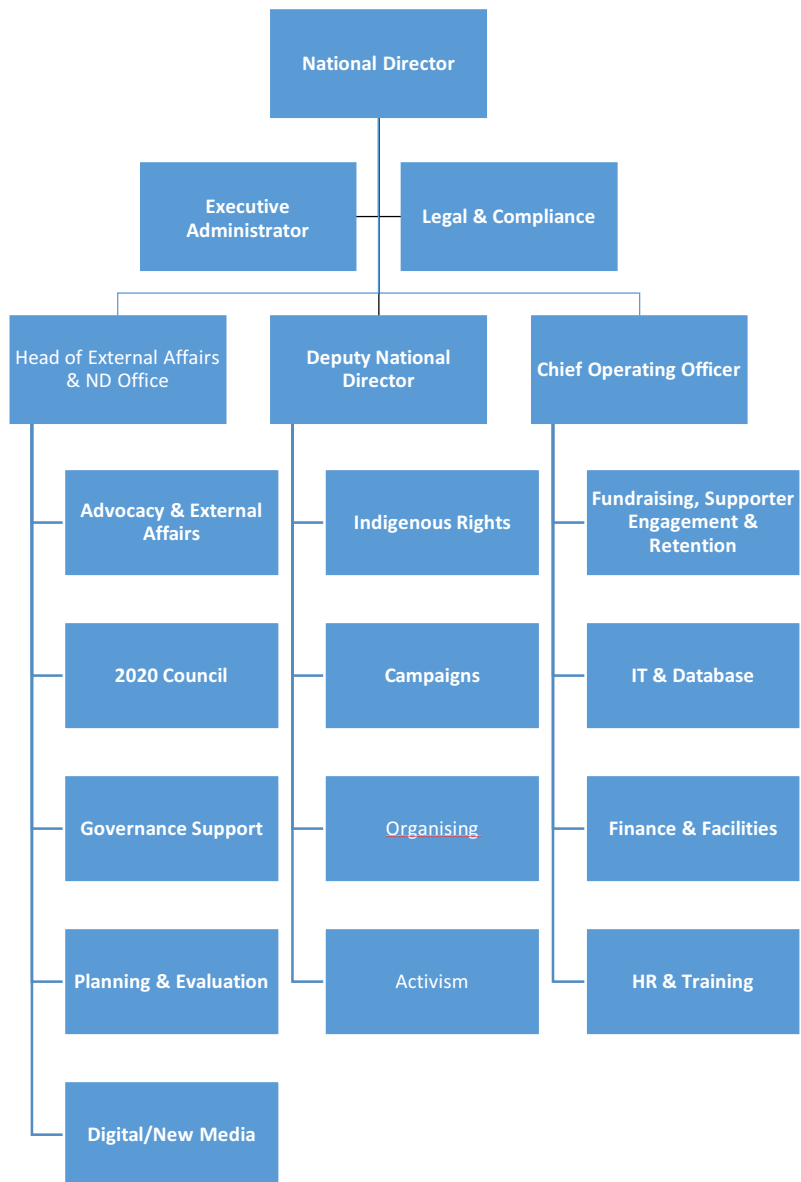 National Director
Executive
Administrator
Legal & Compliance
Head of External Affairs
& ND Office
Deputy National
Director
Chief Operating Officer
Advocacy & External
Affairs
Indigenous Rights
Fundraising, Supporter
Engagement &
Retention
2020 Council
Campaigns
IT & Database
Governance Support
Organising
Finance & Facilities
Planning & Evaluation
Activism
HR & Training
Digital/New Media